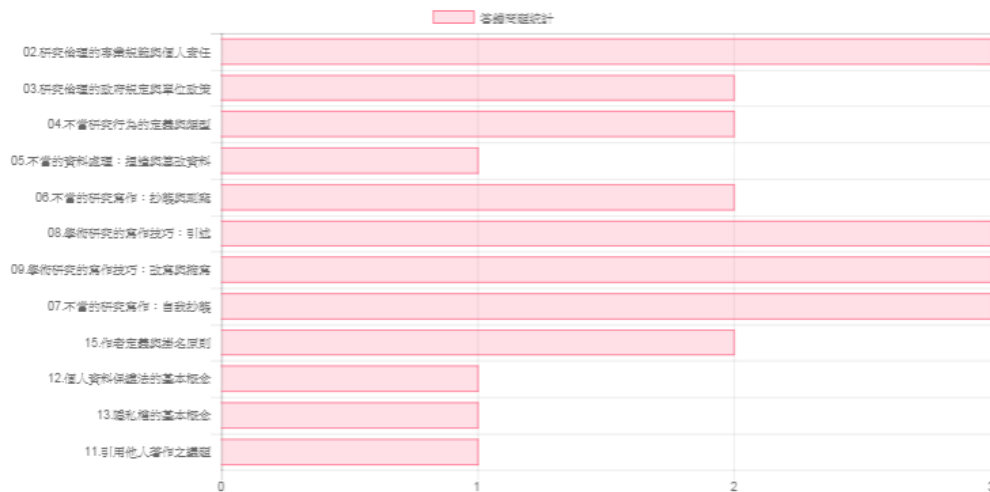 答錯問題統計
02.研究倫理的專業規範與個人責任
03.研究倫理的政府規定與單位政策
04.不當研究行為的定義與類型
05.不當的資料處理：捏造與篡改資料
06.不當的研究寫作：抄襲與剽竊
08.學術研究的寫作技巧：引述
09.學術研究的寫作技巧：改寫與摘寫
07.不當的研究寫作：自我抄襲
15.作者定義與掛名原則
12.個人資料保護法的基本概念
13.隱私權的基本概念
11.引用他人著作之議題
0 1 2 3